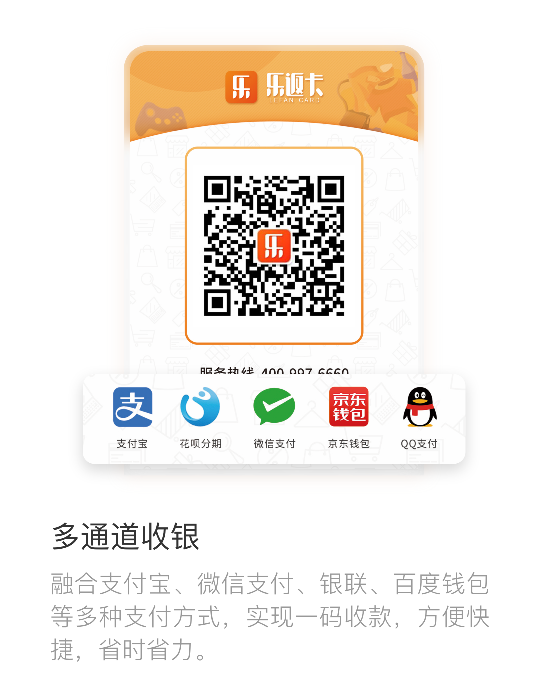 乐 乐返卡
LEFAN CARD
乐
服务热线 400-997-6660
支 京东
钱包
支付宝 花呗分期 微信支付 京东钱包 QQ支付
多通道收银
融合支付宝、微信支付、银联、百度钱包
等多种支付方式，实现一码收款，方便快
捷，省时省力。